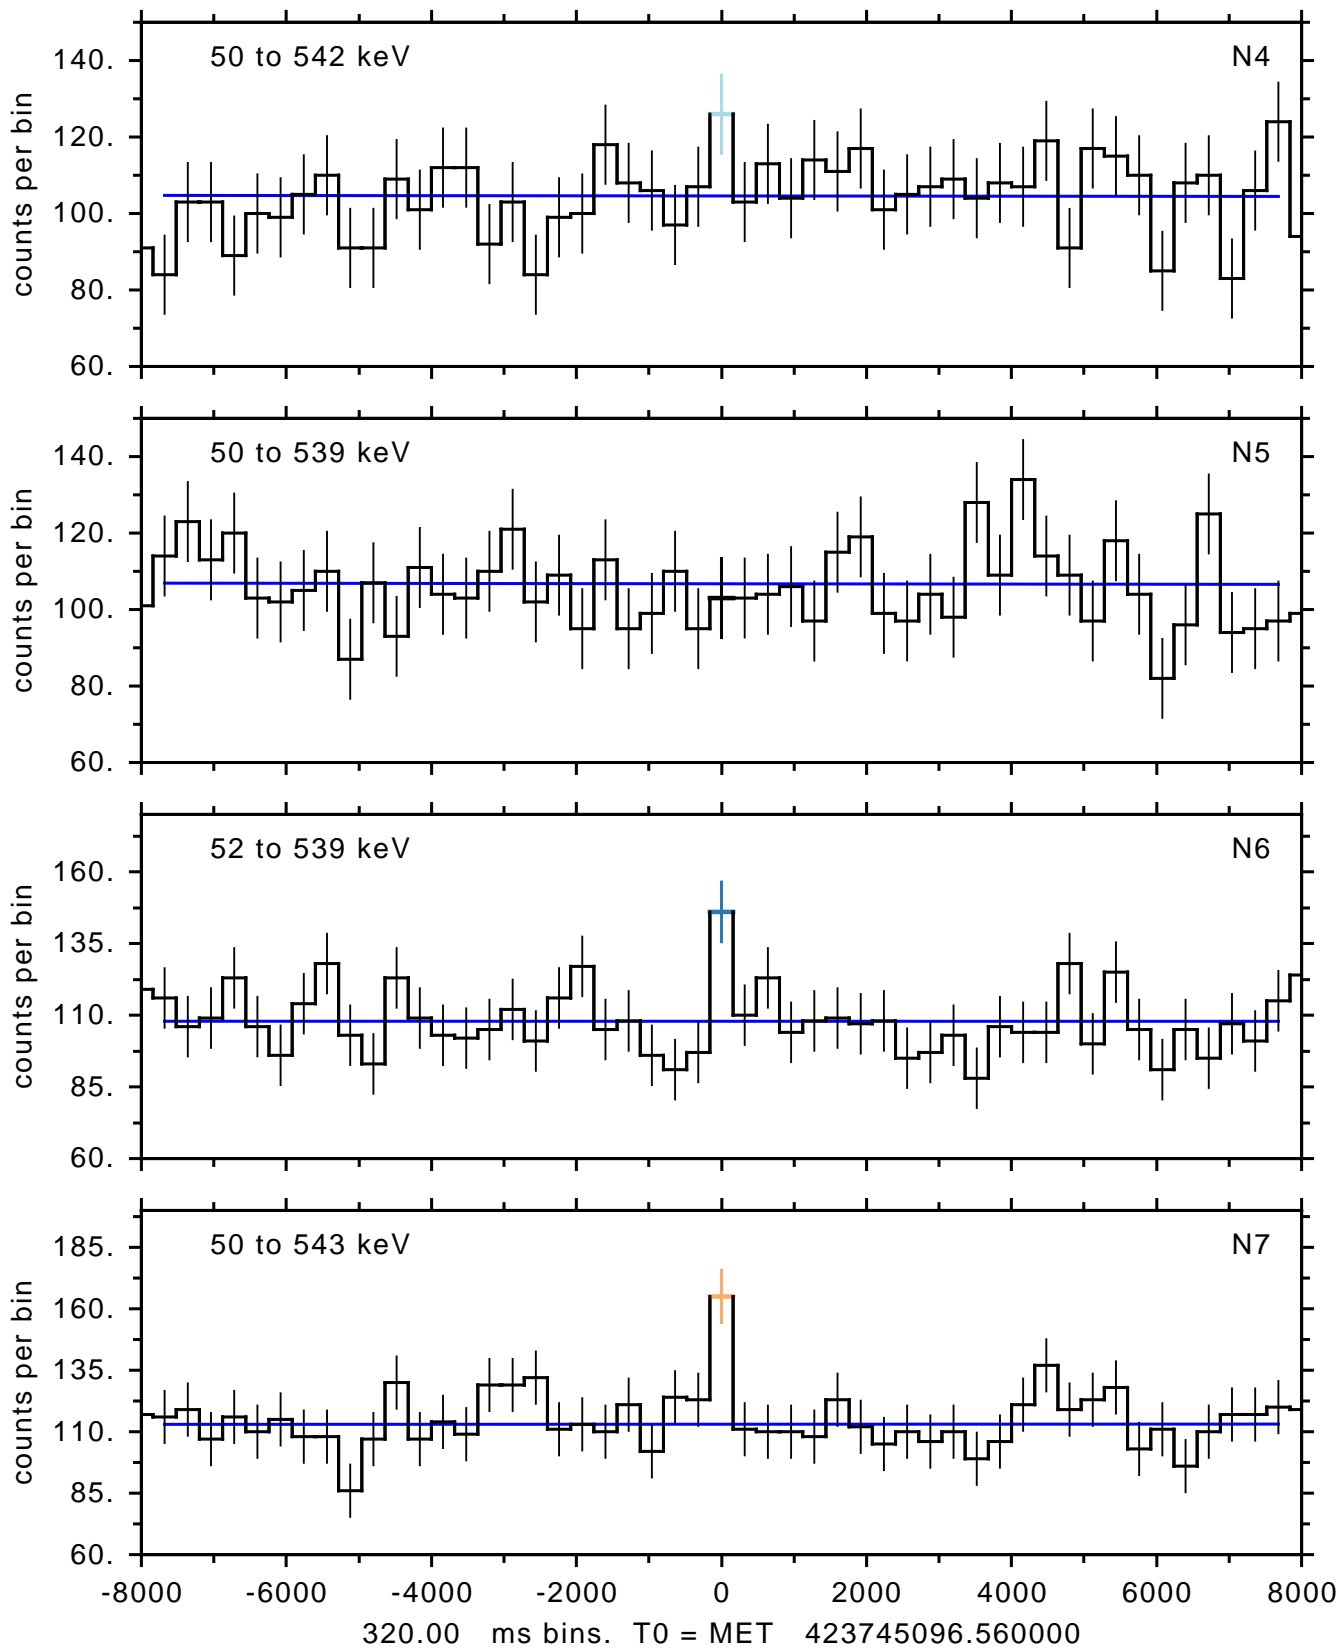 50 to 542 keV N4
counts per bin
140.
120.
100.
80.
60.
50 to 539 keV N5
counts per bin
140.
120.
100.
80.
60.
52 to 539 keV N6
counts per bin
160.
135.
110.
85.
60.
50 to 543 keV N7
counts per bin
185.
160.
135.
110.
85.
60.
-8000 -6000 -4000 -2000 0 2000 4000 6000 8000
320.00 ms bins. T0 = MET 423745096.560000